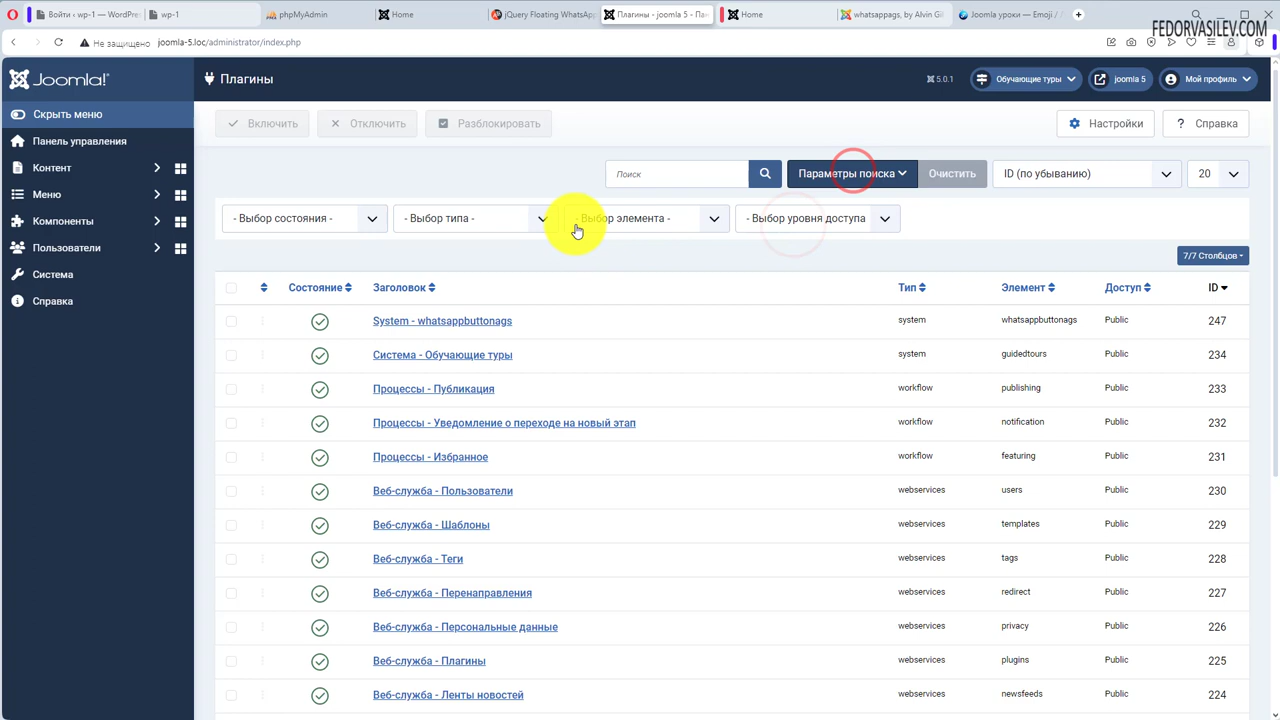 Войти ‹ wp-1 — WordPres
wp-1
phpMyAdmin
Home
jQuery Floating WhatsApp
Плагины - joomla 5 - Пан
Home
whatsappags, by Alvin Gil
Joomla уроки — Emoji /
FEDORVASILEV.COM
Не защищено
joomla-5.loc/administrator/index.php
Joomla!
Плагины
5.0.1
Обучающие туры
joomla 5
Мой профиль
Скрыть меню
Панель управления
Контент
Меню
Компоненты
Пользователи
Система
Справка
Включить
Отключить
Разблокировать
Настройки
? Справка
Поиск
Параметры поиска
Очистить
ID (по убыванию)
20
- Выбор состояния -
- Выбор типа -
Выбор элемента -
- Выбор уровня доступа
7/7 Столбцов
Состояние Заголовок Тип Элемент Доступ ID
System - whatsappbuttonags system whatsappbuttonags Public 247
Система - Обучающие туры system guidedtours Public 234
Процессы - Публикация workflow publishing Public 233
Процессы - Уведомление о переходе на новый этап workflow notification Public 232
Процессы - Избранное workflow featuring Public 231
Веб-служба - Пользователи webservices users Public 230
Веб-служба - Шаблоны webservices templates Public 229
Веб-служба - Теги webservices tags Public 228
Веб-служба - Перенаправления webservices redirect Public 227
Веб-служба - Персональные данные webservices privacy Public 226
Веб-служба - Плагины webservices plugins Public 225
Веб-служба - Ленты новостей webservices newsfeeds Public 224